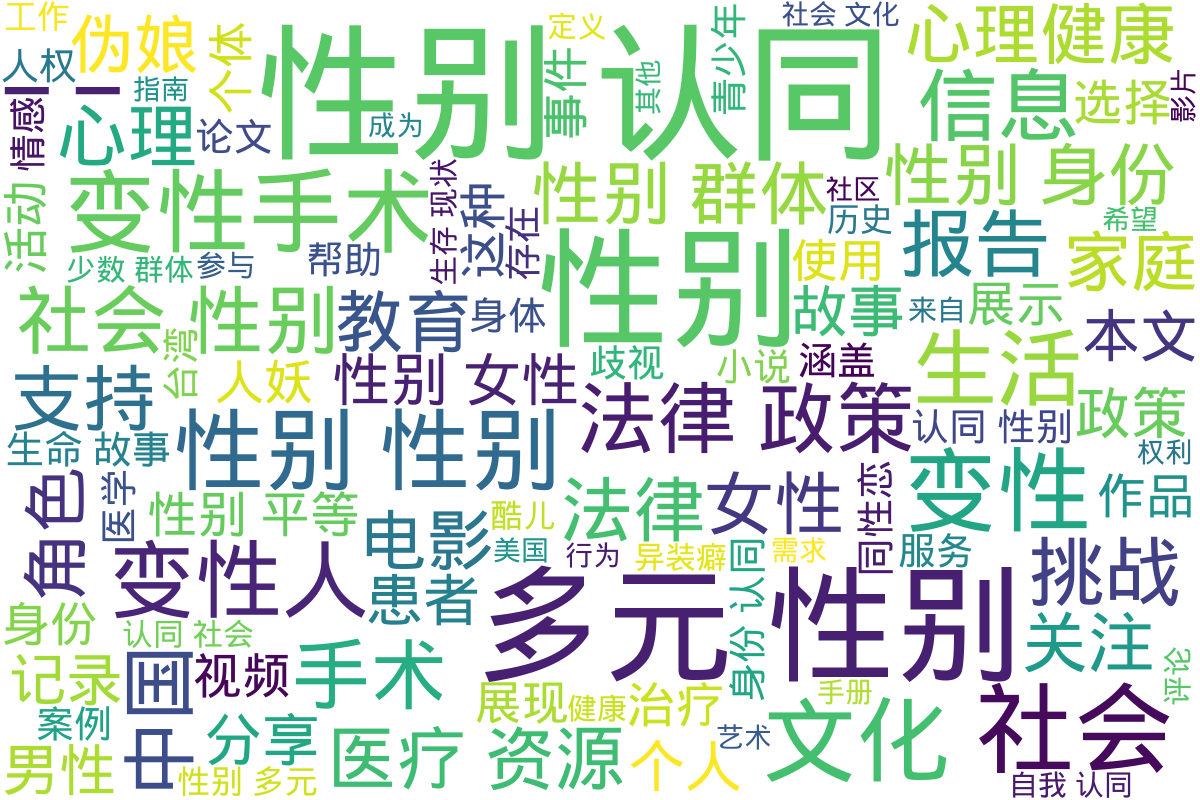 工作
伪娘
个体
性别 认同
定义
事件
其他
青少年
社会 文化
心理健康
人权
指南
情感
一一
心理
论文
成为
信息
选择
影片
活动
变性手术
生存 现状
这种
存在
性别 群体
社区
历史
性别 身份
希望
少数 群体
参与
帮助
性别
使用
报告
家庭
社会 性别
教育
身体
故事
来自
展示
本文
台湾
人妖
性别 女性
歧视
小说
涵盖
生活
支持
性别 性别
法律 政策
认同 性别
政策
生命 故事
权利
角色
医学
性别 平等
电影
酷儿
法律
女性
同性恋
变性
作品
美国
行为
异装癖
身份 认同
需求
服务
挑战
变性人
患者
多元 性别
身份
认同 社会
关注
记录
中国
视频
手术
展现
健康
治疗
手册
评论
案例
分享
医疗
资源
个人
艺术
文化
社会
男性
性别 多元
自我 认同